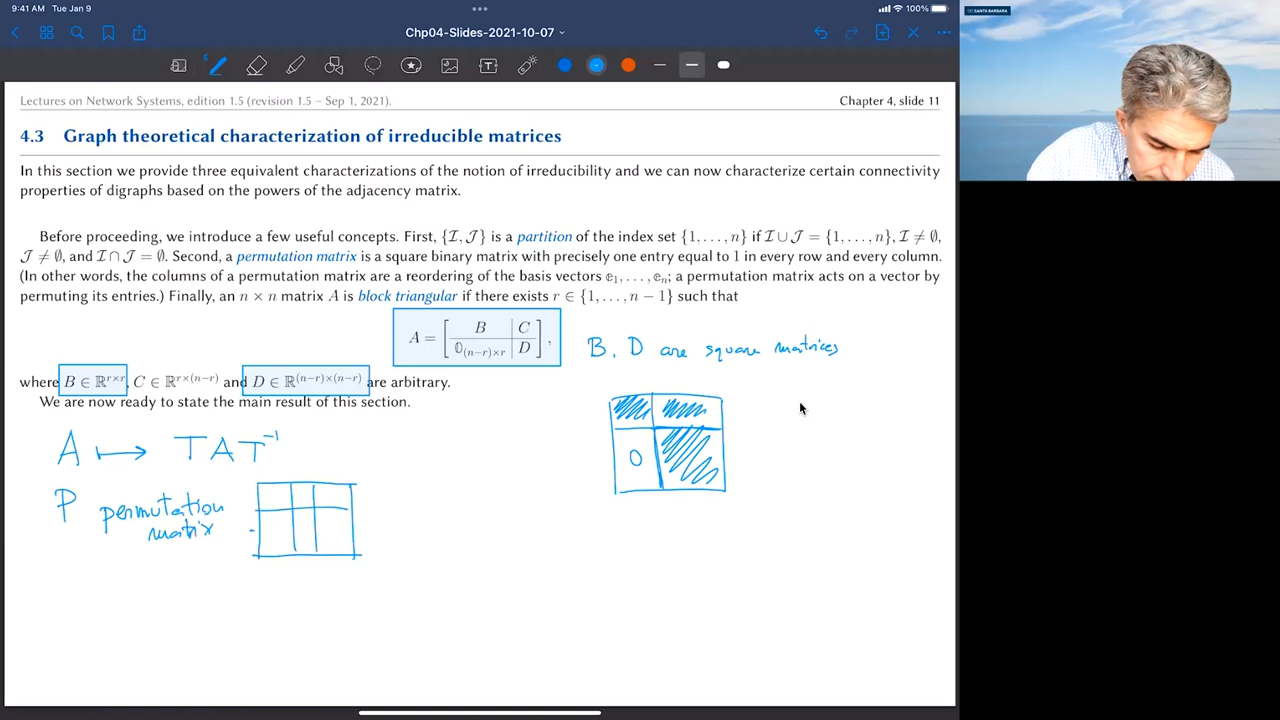 9:41 AM Tue Jan 9
100%
Chp04-Slides-2021-10-07
Lectures on Network Systems, edition 1.5 (revision 1.5 – Sep 1, 2021).
Chapter 4, slide 11
4.3 Graph theoretical characterization of irreducible matrices
In this section we provide three equivalent characterizations of the notion of irreducibility and we can now characterize certain connectivity
properties of digraphs based on the powers of the adjacency matrix.
Before proceeding, we introduce a few useful concepts. First, {ℐ, 𝒥} is a partition of the index set {1, . . . , n} if ℐ ∪ 𝒥 = {1, . . . , n}, ℐ ≠ ∅,
𝒥 ≠ ∅, and ℐ ∩ 𝒥 = ∅. Second, a permutation matrix is a square binary matrix with precisely one entry equal to 1 in every row and every column.
(In other words, the columns of a permutation matrix are a reordering of the basis vectors 𝕖₁, . . . , 𝕖ₙ; a permutation matrix acts on a vector by
permuting its entries.) Finally, an n × n matrix A is block triangular if there exists r ∈ {1, . . . , n − 1} such that
A = [ B | C ; 𝟘₍ₙ₋ᵣ₎×ᵣ | D ],
B, D are square matrices
where B ∈ ℝ^{r×r}, C ∈ ℝ^{r×(n−r)} and D ∈ ℝ^{(n−r)×(n−r)} are arbitrary.
We are now ready to state the main result of this section.
A ⟼ TAT⁻¹
0
P permutation
matrix
UC SANTA BARBARA